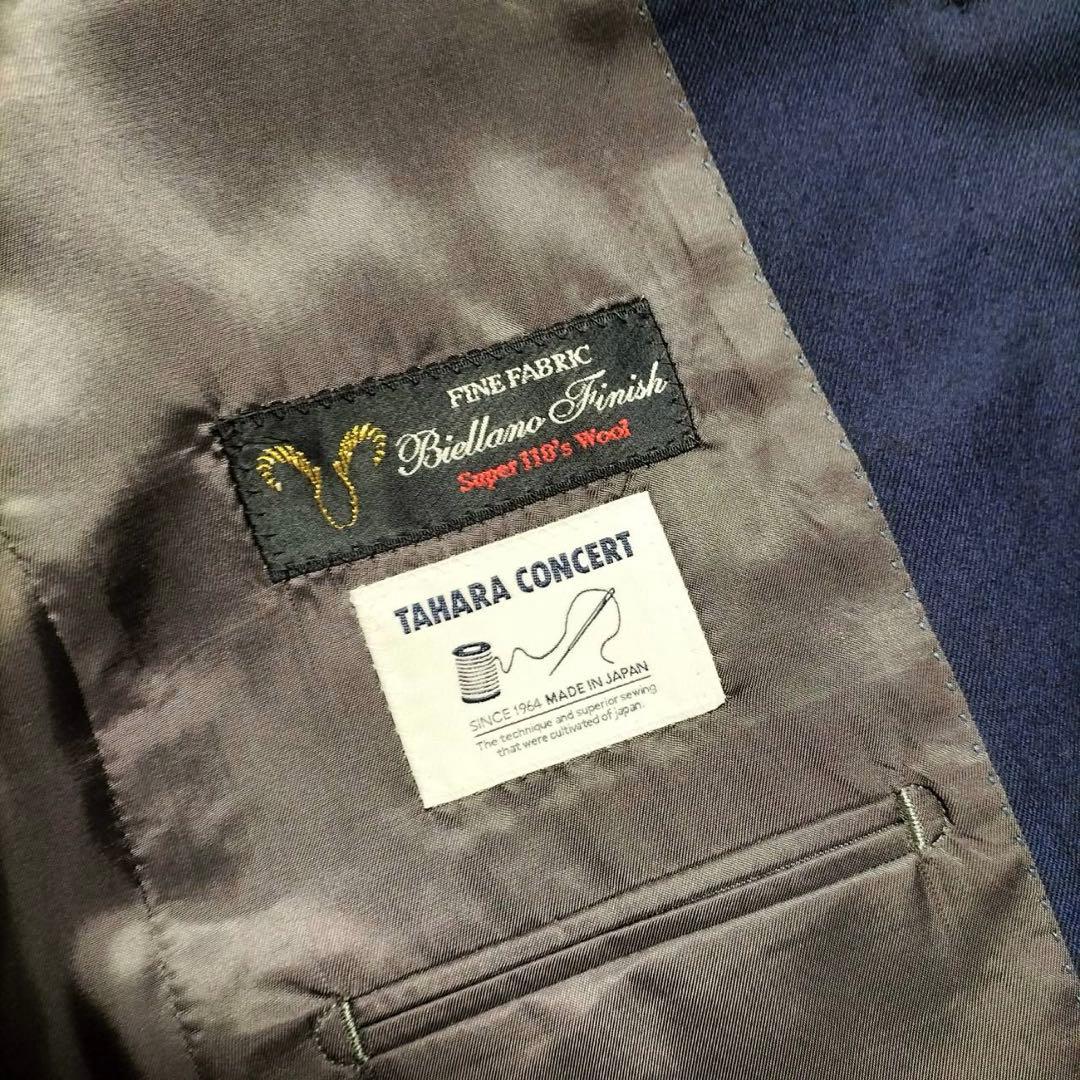 FINE FABRIC
Biellano Finish
Super 110's Wool
TAHARA CONCERT
SINCE 1964 MADE IN JAPAN
The technique and superior sewing
that were cultivated of japan.